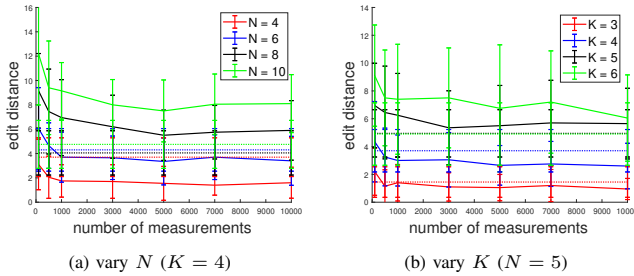 16
14
12
10
8
6
4
2
0
edit distance
N = 4
N = 6
N = 8
N = 10
0 1000 2000 3000 4000 5000 6000 7000 8000 9000 10000
number of measurements
(a) vary N (K = 4)
14
12
10
8
6
4
2
0
edit distance
K = 3
K = 4
K = 5
K = 6
0 1000 2000 3000 4000 5000 6000 7000 8000 9000 10000
number of measurements
(b) vary K (N = 5)